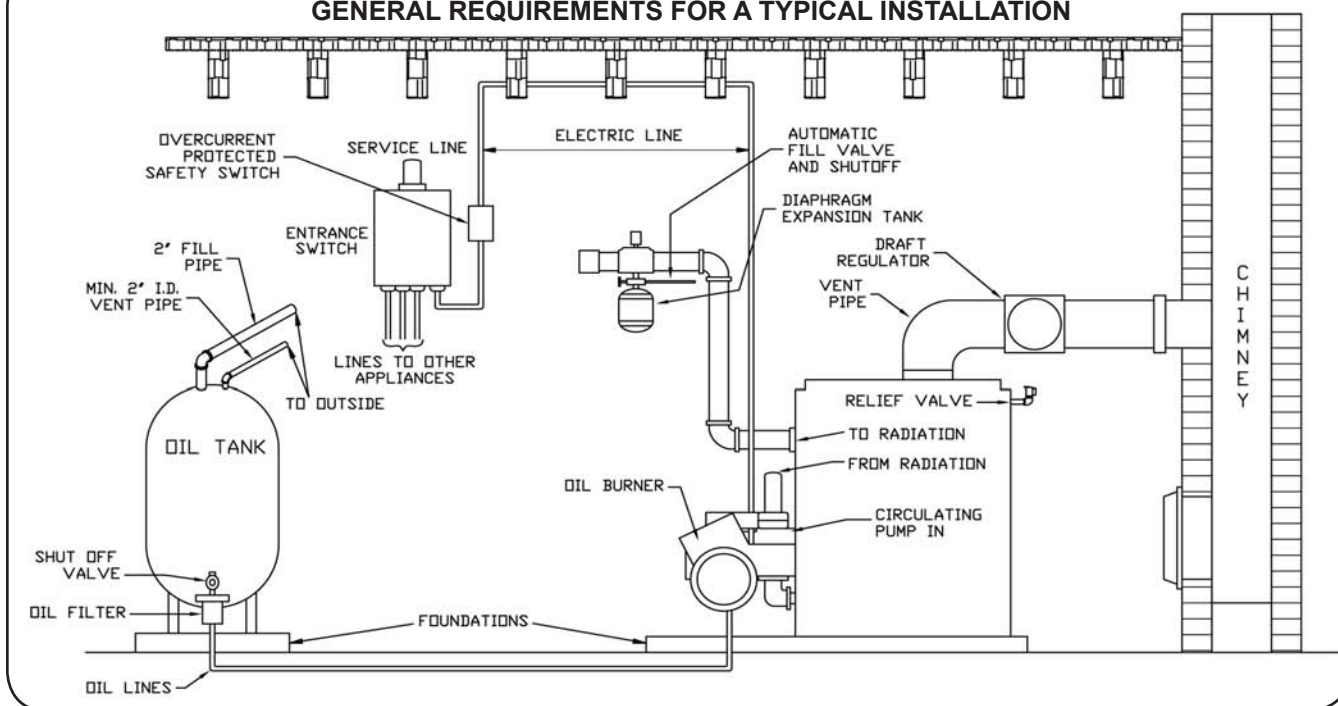 GENERAL REQUIREMENTS FOR A TYPICAL INSTALLATION
OVERCURRENT
PROTECTED
SAFETY SWITCH
SERVICE LINE
ELECTRIC LINE
AUTOMATIC
FILL VALVE
AND SHUTOFF
DIAPHRAGM
EXPANSION TANK
ENTRANCE
SWITCH
2" FILL
PIPE
MIN. 2" I.D.
VENT PIPE
DRAFT
REGULATOR
VENT
PIPE
CHIMNEY
LINES TO OTHER
APPLIANCES
TO OUTSIDE
RELIEF VALVE
OIL TANK
TO RADIATION
FROM RADIATION
OIL BURNER
CIRCULATING
PUMP IN
SHUT OFF
VALVE
OIL FILTER
FOUNDATIONS
OIL LINES